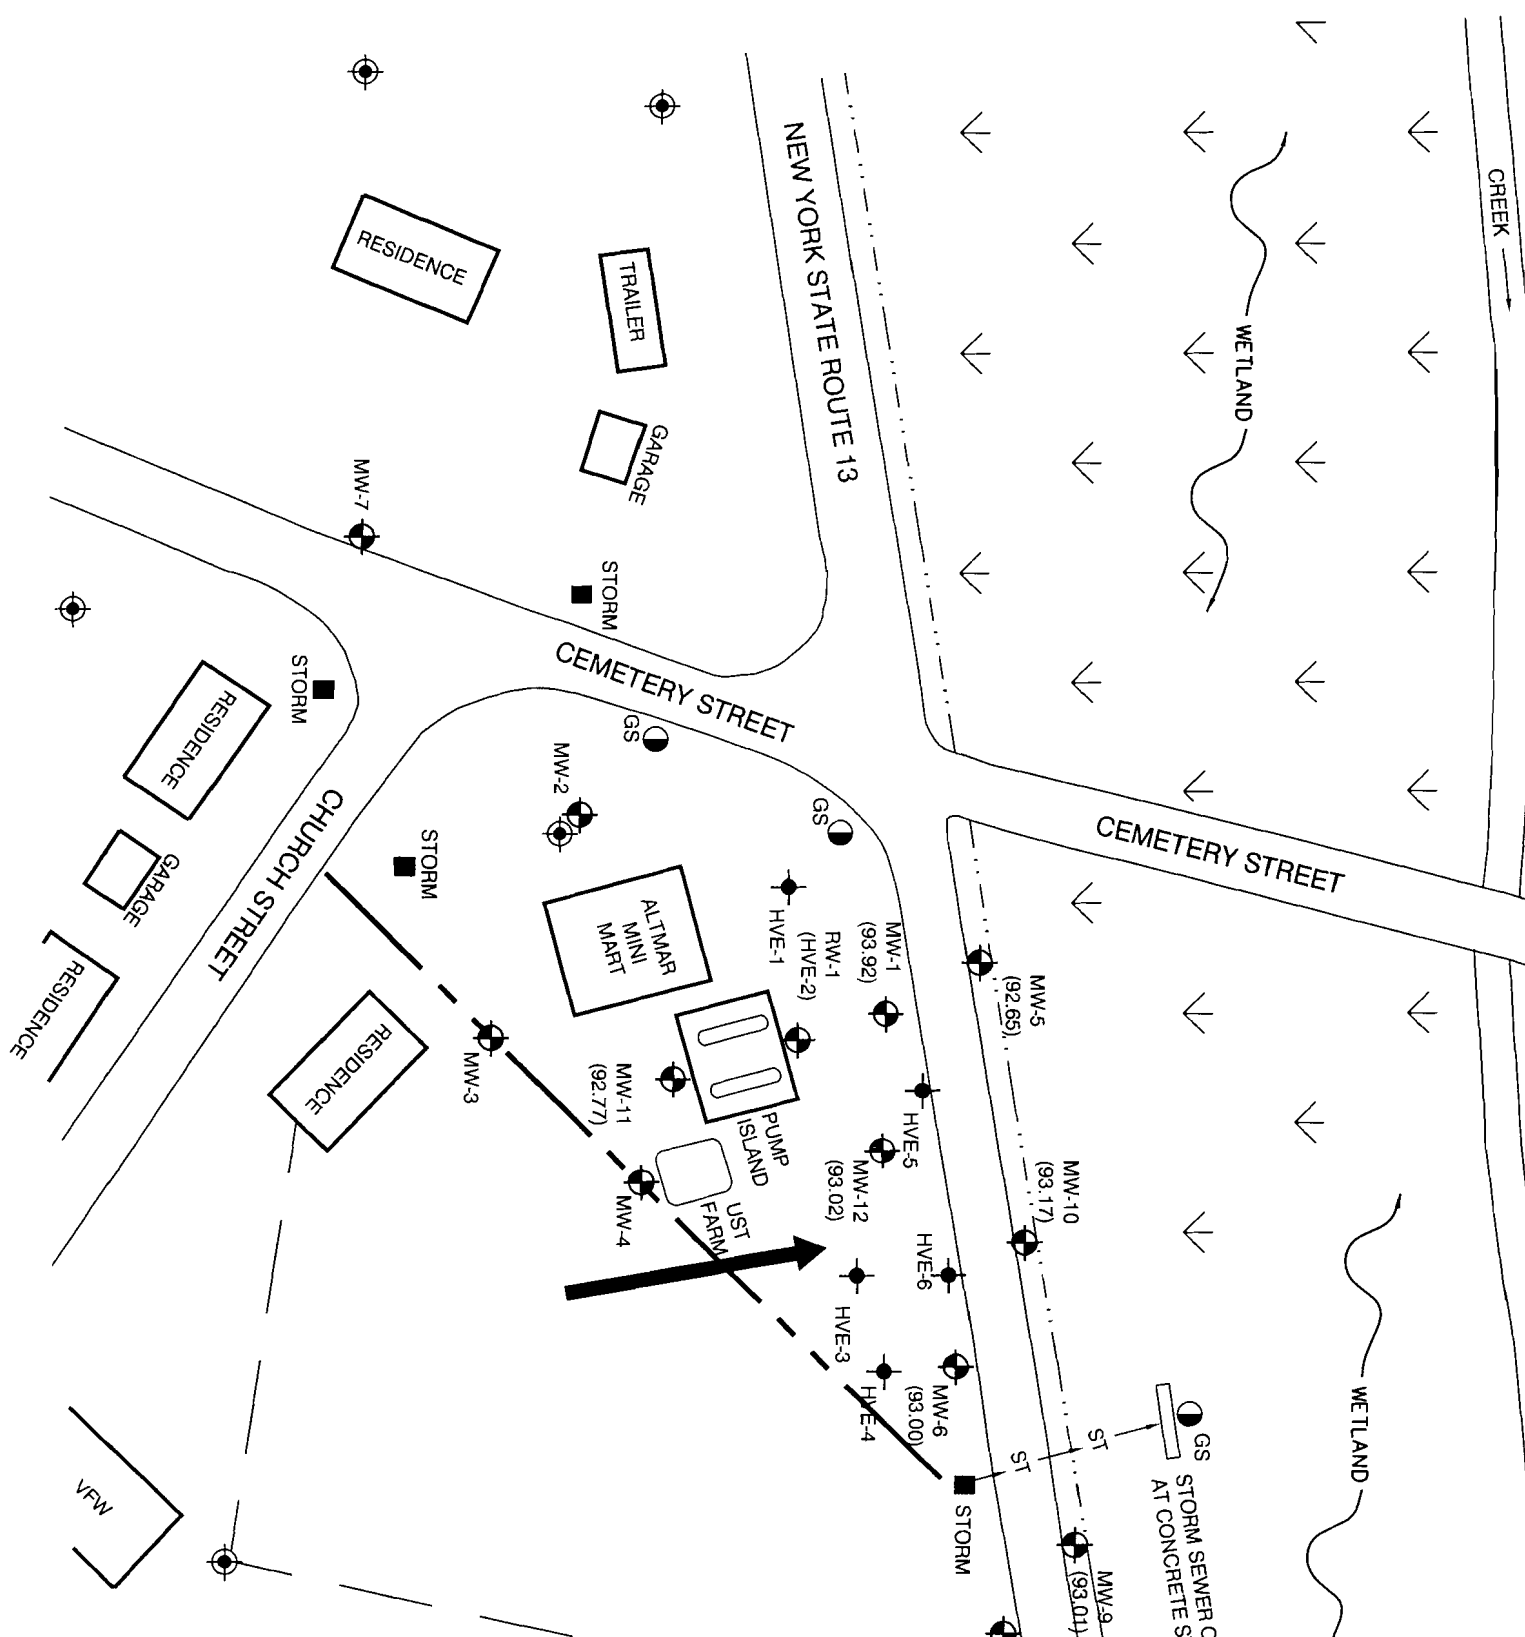 CREEK
NEW YORK STATE ROUTE 13
WETLAND
RESIDENCE
TRAILER
GARAGE
MW-7
STORM
CEMETERY STREET
STORM
RESIDENCE
GS
MW-2
GS
CEMETERY STREET
CHURCH STREET
STORM
GARAGE
ALTMAR
MINI
MART
HVE-1
RW-1
(HVE-2)
MW-1
(93.92)
MW-5
(92.65)
RESIDENCE
RESIDENCE
MW-3
MW-11
(92.77)
PUMP
ISLAND
HVE-5
MW-12
(93.02)
MW-10
(93.17)
MW-4
UST
FARM
HVE-6
HVE-3
HVE-4
MW-6
(93.00)
WETLAND
ST
ST
GS
STORM SEWER
AT CONCRETE
VFW
STORM
MW-9
(93.01)